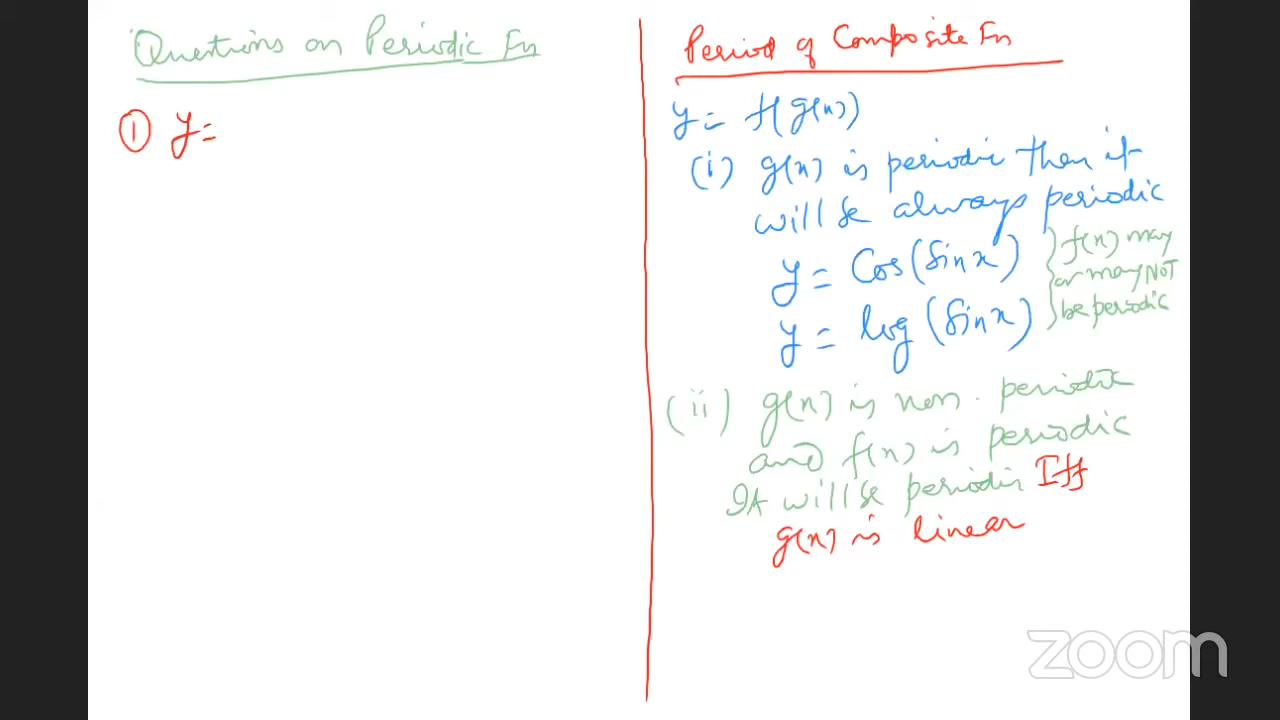 Questions on Periodic Fn
① y=
Period of Composite Fn
y = f(g(x))
(i) g(x) is periodic then it
will be always periodic
y = Cos(Sinx)
y = log(Sinx)
f(x) may
or may NOT
be periodic
(ii) g(x) is non-periodic
and f(x) is periodic
It will be periodic Iff
g(x) is linear
zoom